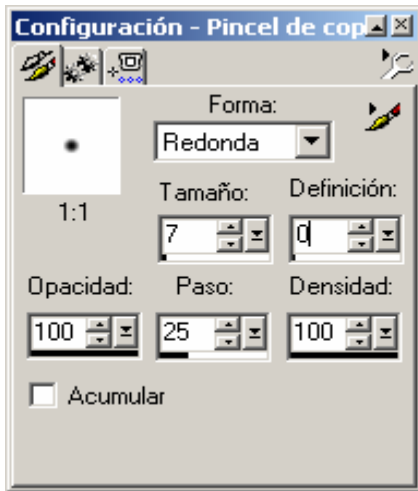 Configuración - Pincel de cop
Forma:
Redonda
1:1
Tamaño: Definición:
7 0
Opacidad: Paso: Densidad:
100 25 100
Acumular